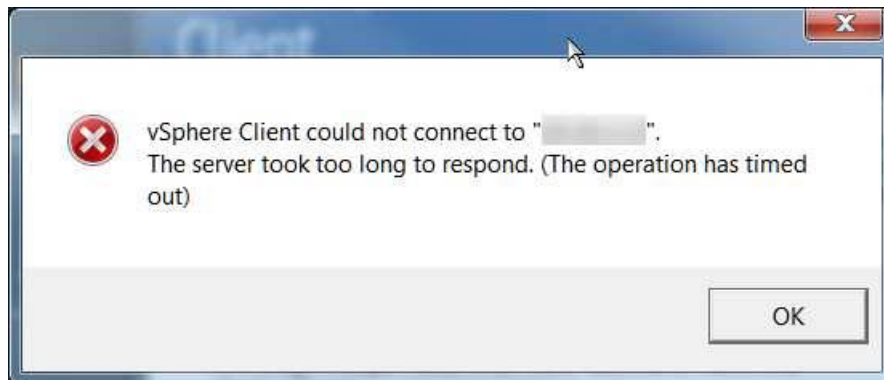 Client
vSphere Client could not connect to "        ".
The server took too long to respond. (The operation has timed
out)
OK